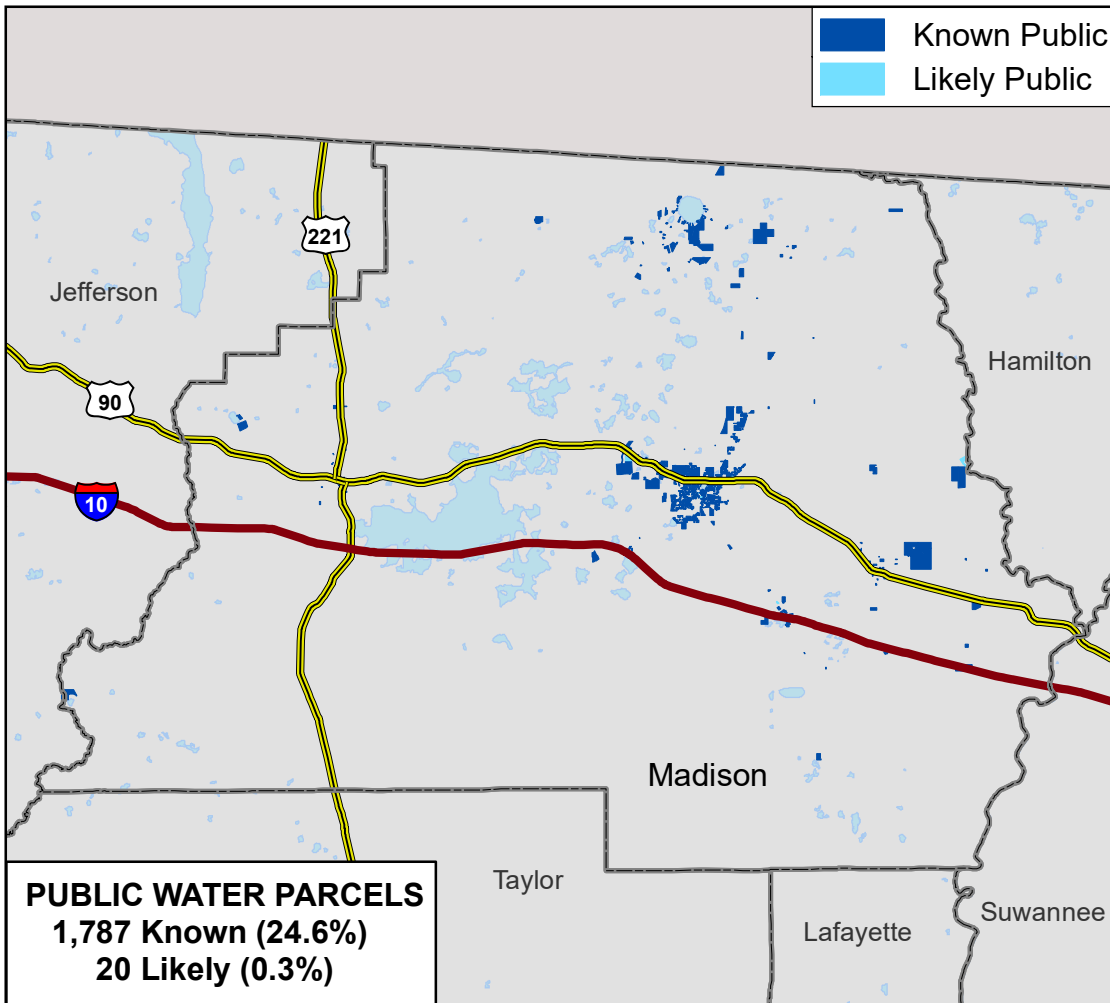 Known Public
Likely Public
221
Jefferson
Hamilton
90
10
Madison
Taylor
Suwannee
Lafayette
PUBLIC WATER PARCELS
1,787 Known (24.6%)
20 Likely (0.3%)